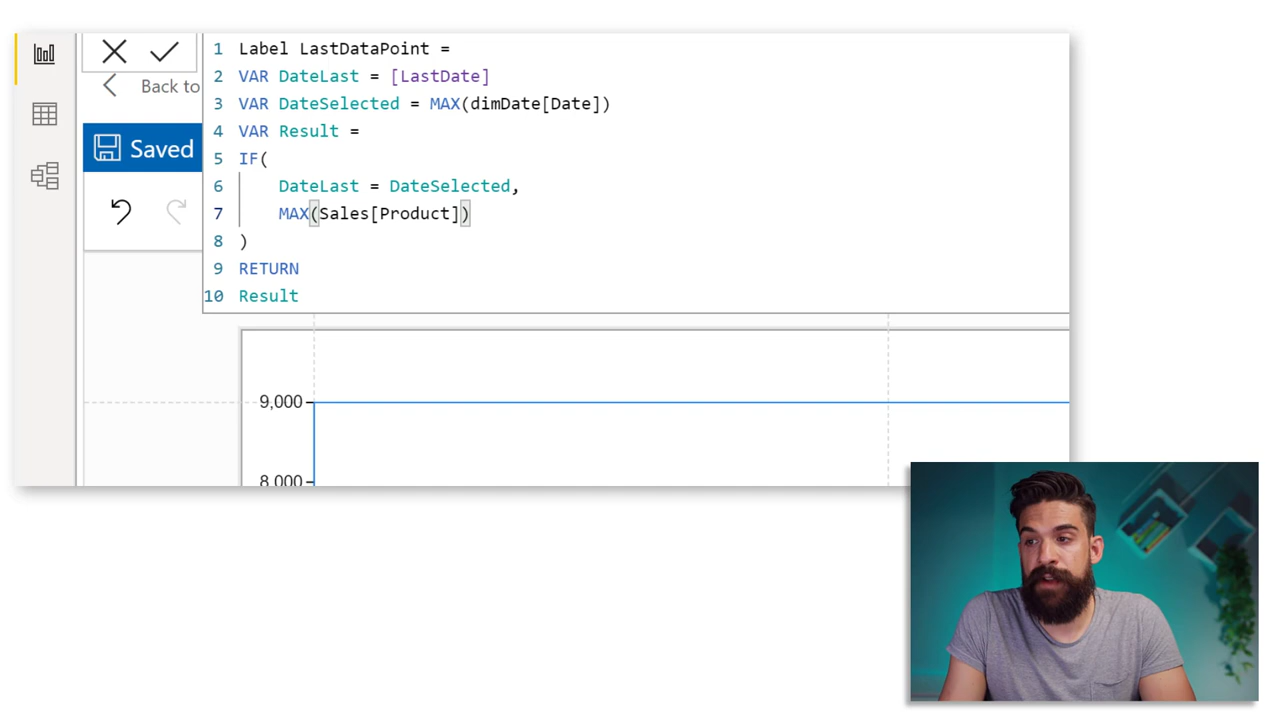 1 Label LastDataPoint =
2 VAR DateLast = [LastDate]
3 VAR DateSelected = MAX(dimDate[Date])
4 VAR Result =
5 IF(
6 DateLast = DateSelected,
7 MAX(Sales[Product])
8 )
9 RETURN
10 Result
Back to
Saved
9,000
8,000